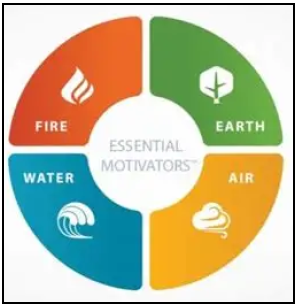 FIRE
EARTH
ESSENTIAL
MOTIVATORS™
WATER
AIR